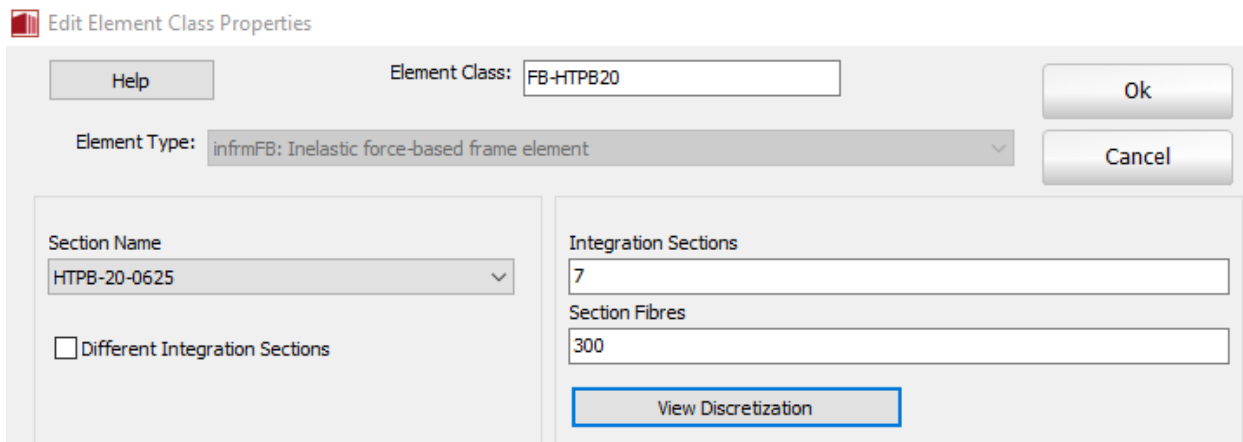 Edit Element Class Properties
Help
Element Class: FB-HTPB20
Ok
Element Type: infrmFB: Inelastic force-based frame element
Cancel
Section Name
HTPB-20-0625
Different Integration Sections
Integration Sections
7
Section Fibres
300
View Discretization